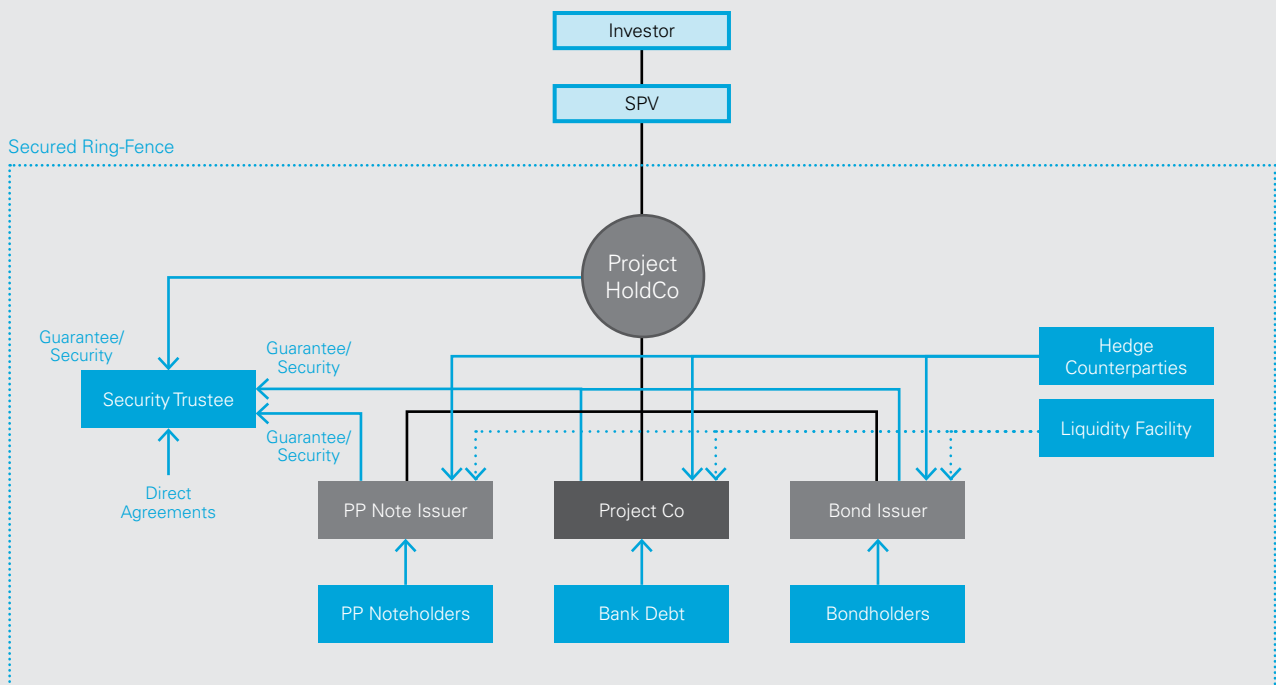 Investor
SPV
Secured Ring-Fence
Project
HoldCo
Guarantee/
Security
Guarantee/
Security
Hedge
Counterparties
Security Trustee
Liquidity Facility
Guarantee/
Security
Direct
Agreements
PP Note Issuer
Project Co
Bond Issuer
PP Noteholders
Bank Debt
Bondholders